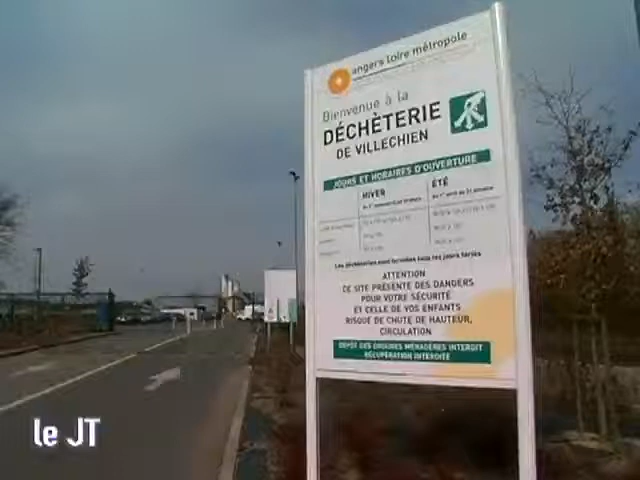 angers loire métropole
Bienvenue à la
DÉCHÈTERIE
DE VILLECHIEN
JOURS ET HORAIRES D'OUVERTURE
HIVER
ÉTÉ
Les déchèteries sont fermées tous les jours fériés
ATTENTION
CE SITE PRÉSENTE DES DANGERS
POUR VOTRE SÉCURITÉ
ET CELLE DE VOS ENFANTS
RISQUE DE CHUTE DE HAUTEUR,
CIRCULATION
DÉPÔT DES ORDURES MÉNAGÈRES INTERDIT
RÉCUPÉRATION INTERDITE
le JT